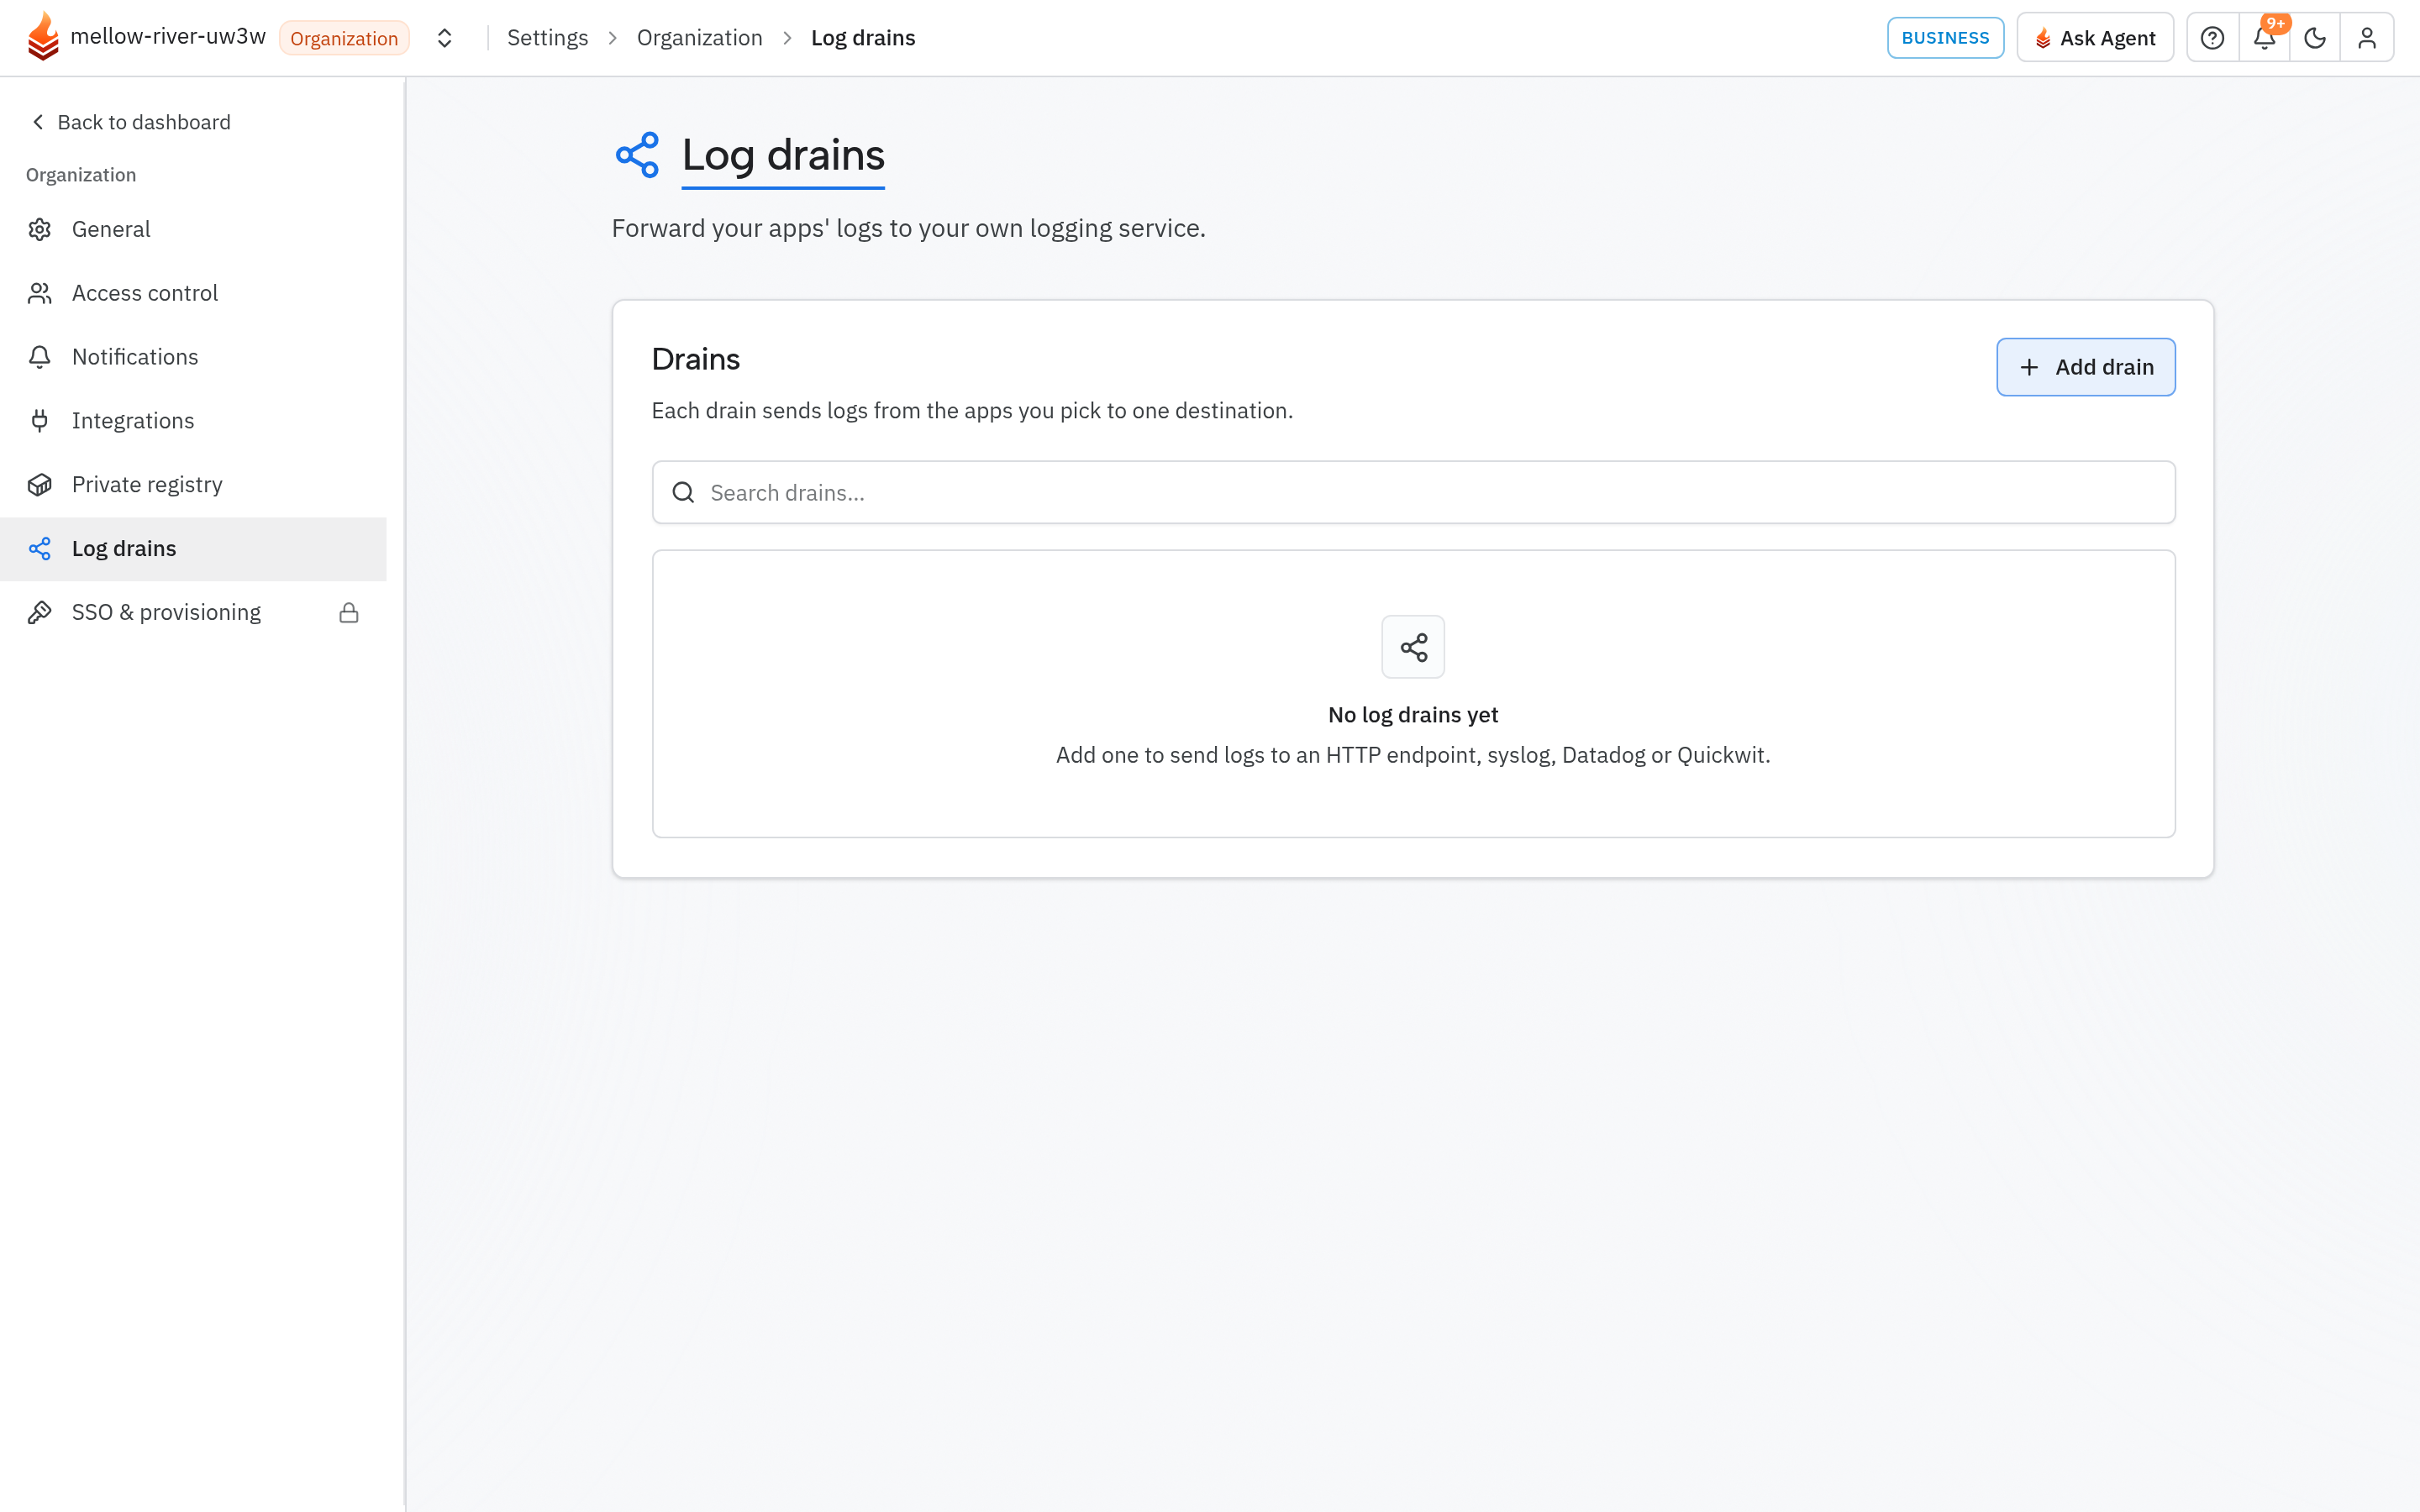 mellow-river-uw3w Organization Settings Organization Log drains BUSINESS Ask Agent 9+
Back to dashboard
Organization
General
Access control
Notifications
Integrations
Private registry
Log drains
SSO & provisioning
Log drains
Forward your apps' logs to your own logging service.
Drains
Add drain
Each drain sends logs from the apps you pick to one destination.
Search drains...
No log drains yet
Add one to send logs to an HTTP endpoint, syslog, Datadog or Quickwit.